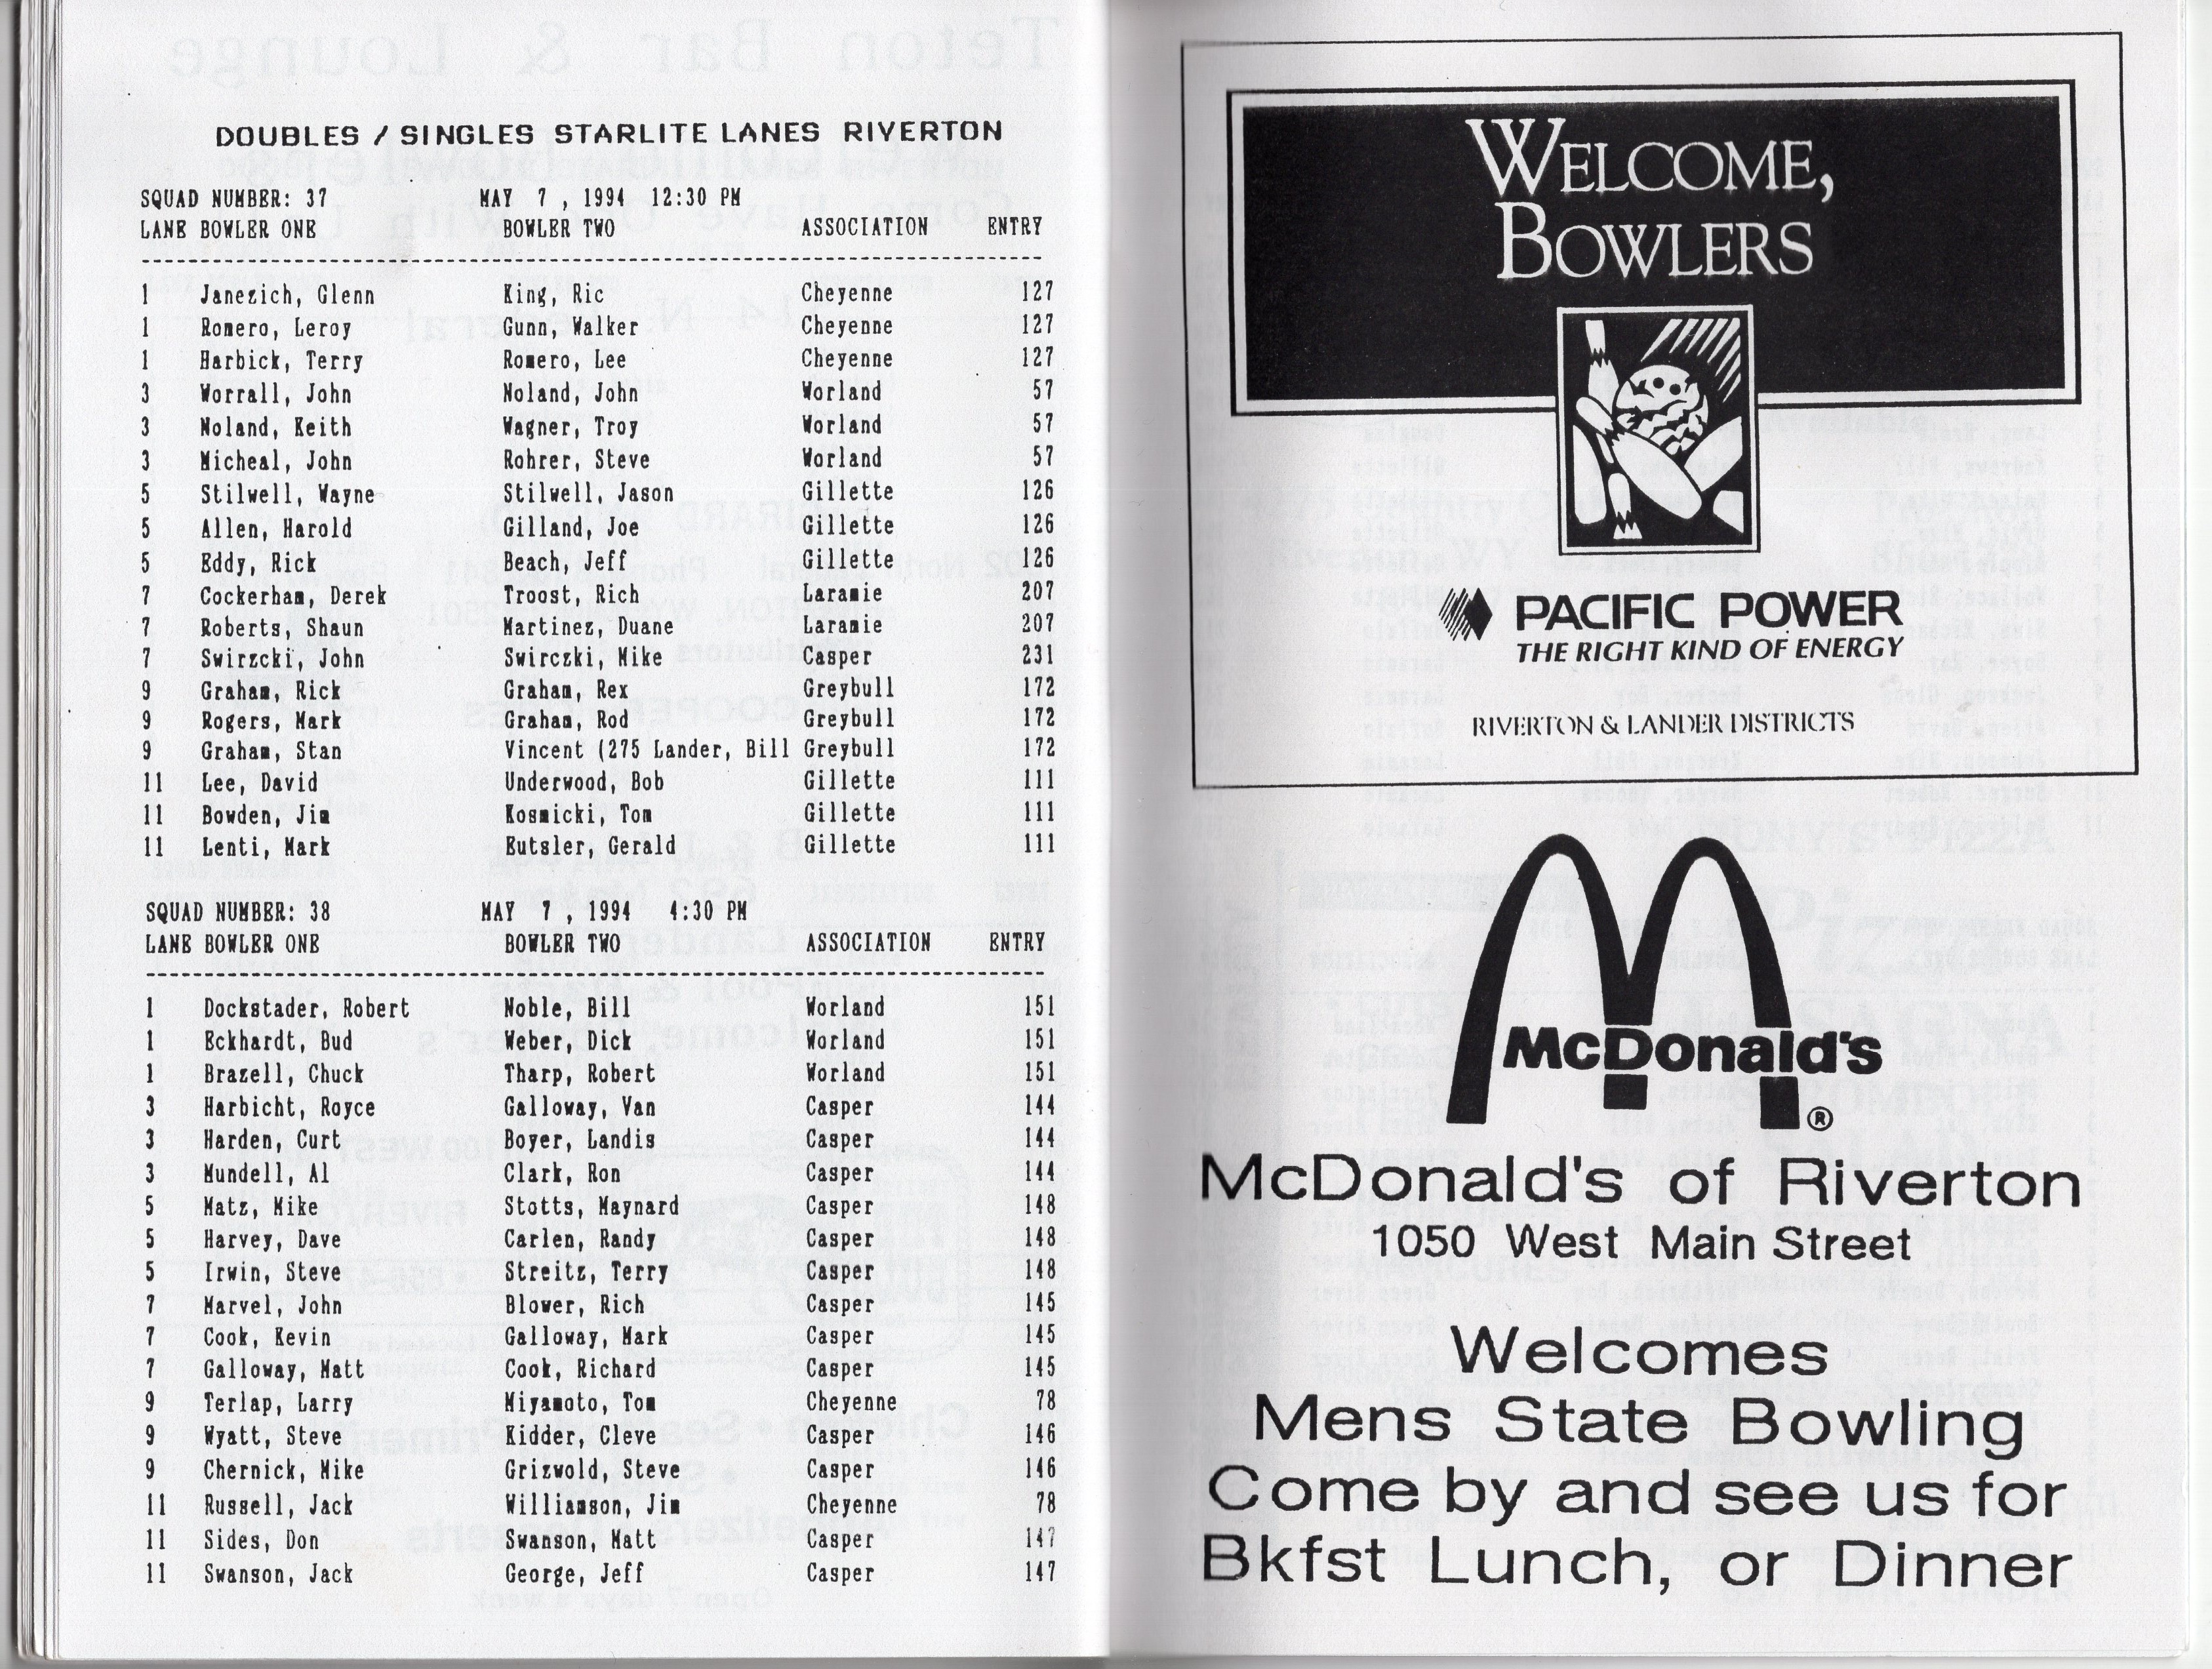 DOUBLES / SINGLES STARLITE LANES RIVERTON
SQUAD NUMBER: 37 MAY 7 , 1994 12:30 PM
LANE BOWLER ONE BOWLER TWO ASSOCIATION ENTRY
1 Janezich, Glenn King, Ric Cheyenne 127
1 Romero, Leroy Gunn, Walker Cheyenne 127
1 Harbick, Terry Romero, Lee Cheyenne 127
3 Worrall, John Noland, John Worland 57
3 Noland, Keith Wagner, Troy Worland 57
3 Micheal, John Rohrer, Steve Worland 57
5 Stilwell, Wayne Stilwell, Jason Gillette 126
5 Allen, Harold Gilland, Joe Gillette 126
5 Eddy, Rick Beach, Jeff Gillette 126
7 Cockerham, Derek Troost, Rich Laramie 207
7 Roberts, Shaun Martinez, Duane Laramie 207
7 Swirzcki, John Swirczki, Mike Casper 231
9 Graham, Rick Graham, Rex Greybull 172
9 Rogers, Mark Graham, Rod Greybull 172
9 Graham, Stan Vincent (275 Lander, Bill Greybull 172
11 Lee, David Underwood, Bob Gillette 111
11 Bowden, Jim Kosmicki, Tom Gillette 111
11 Lenti, Mark Eutsler, Gerald Gillette 111
SQUAD NUMBER: 38 MAY 7 , 1994 4:30 PM
LANE BOWLER ONE BOWLER TWO ASSOCIATION ENTRY
1 Dockstader, Robert Noble, Bill Worland 151
1 Eckhardt, Bud Weber, Dick Worland 151
1 Brazell, Chuck Tharp, Robert Worland 151
3 Harbicht, Royce Galloway, Van Casper 144
3 Harden, Curt Boyer, Landis Casper 144
3 Mundell, Al Clark, Ron Casper 144
5 Matz, Mike Stotts, Maynard Casper 148
5 Harvey, Dave Carlen, Randy Casper 148
5 Irwin, Steve Streitz, Terry Casper 148
7 Marvel, John Blower, Rich Casper 145
7 Cook, Kevin Galloway, Mark Casper 145
7 Galloway, Matt Cook, Richard Casper 145
9 Terlap, Larry Miyamoto, Tom Cheyenne 78
9 Wyatt, Steve Kidder, Cleve Casper 146
9 Chernick, Mike Grizwold, Steve Casper 146
11 Russell, Jack Williamson, Jim Cheyenne 78
11 Sides, Don Swanson, Matt Casper 147
11 Swanson, Jack George, Jeff Casper 147
WELCOME,
BOWLERS
PACIFIC POWER
THE RIGHT KIND OF ENERGY
RIVERTON & LANDER DISTRICTS
McDonald's
®
McDonald's of Riverton
1050 West Main Street
Welcomes
Mens State Bowling
Come by and see us for
Bkfst Lunch, or Dinner